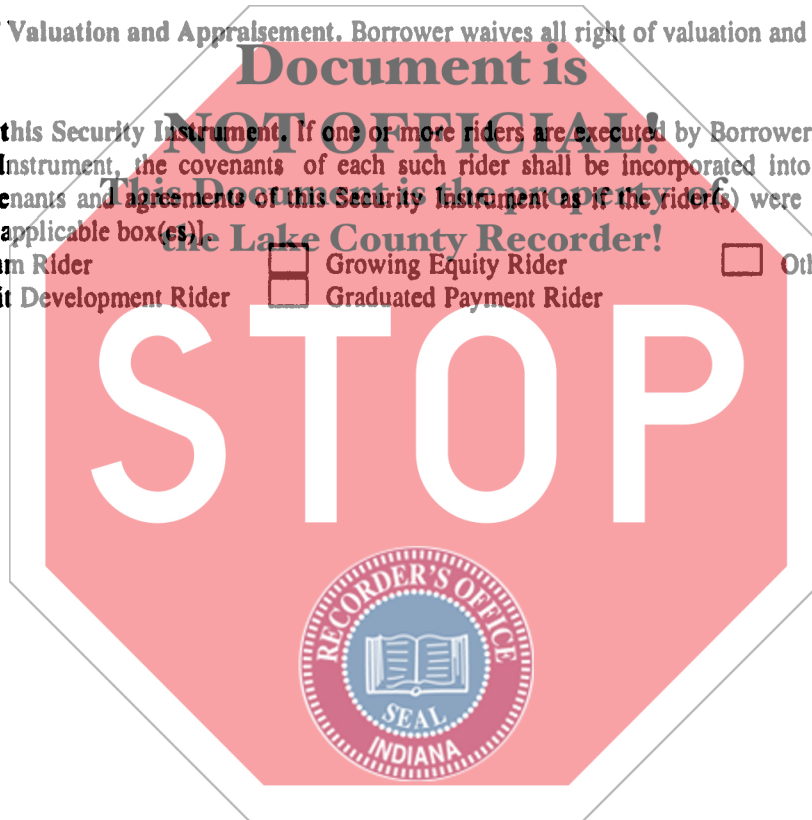 Valuation and Appraisement. Borrower waives all right of valuation and
Document is
this Security Instrument. If one or more riders are executed by Borrower
NOT OFFICIAL!
Instrument, the covenants of each such rider shall be incorporated into
enants and agreements of this Security Instrument as if the rider(s) were
This Document is the property of
applicable box(es)].
the Lake County Recorder!
m Rider
Growing Equity Rider
Ot
it Development Rider
Graduated Payment Rider
STOP
RECORDER'S OFFICE
SEAL
INDIANA